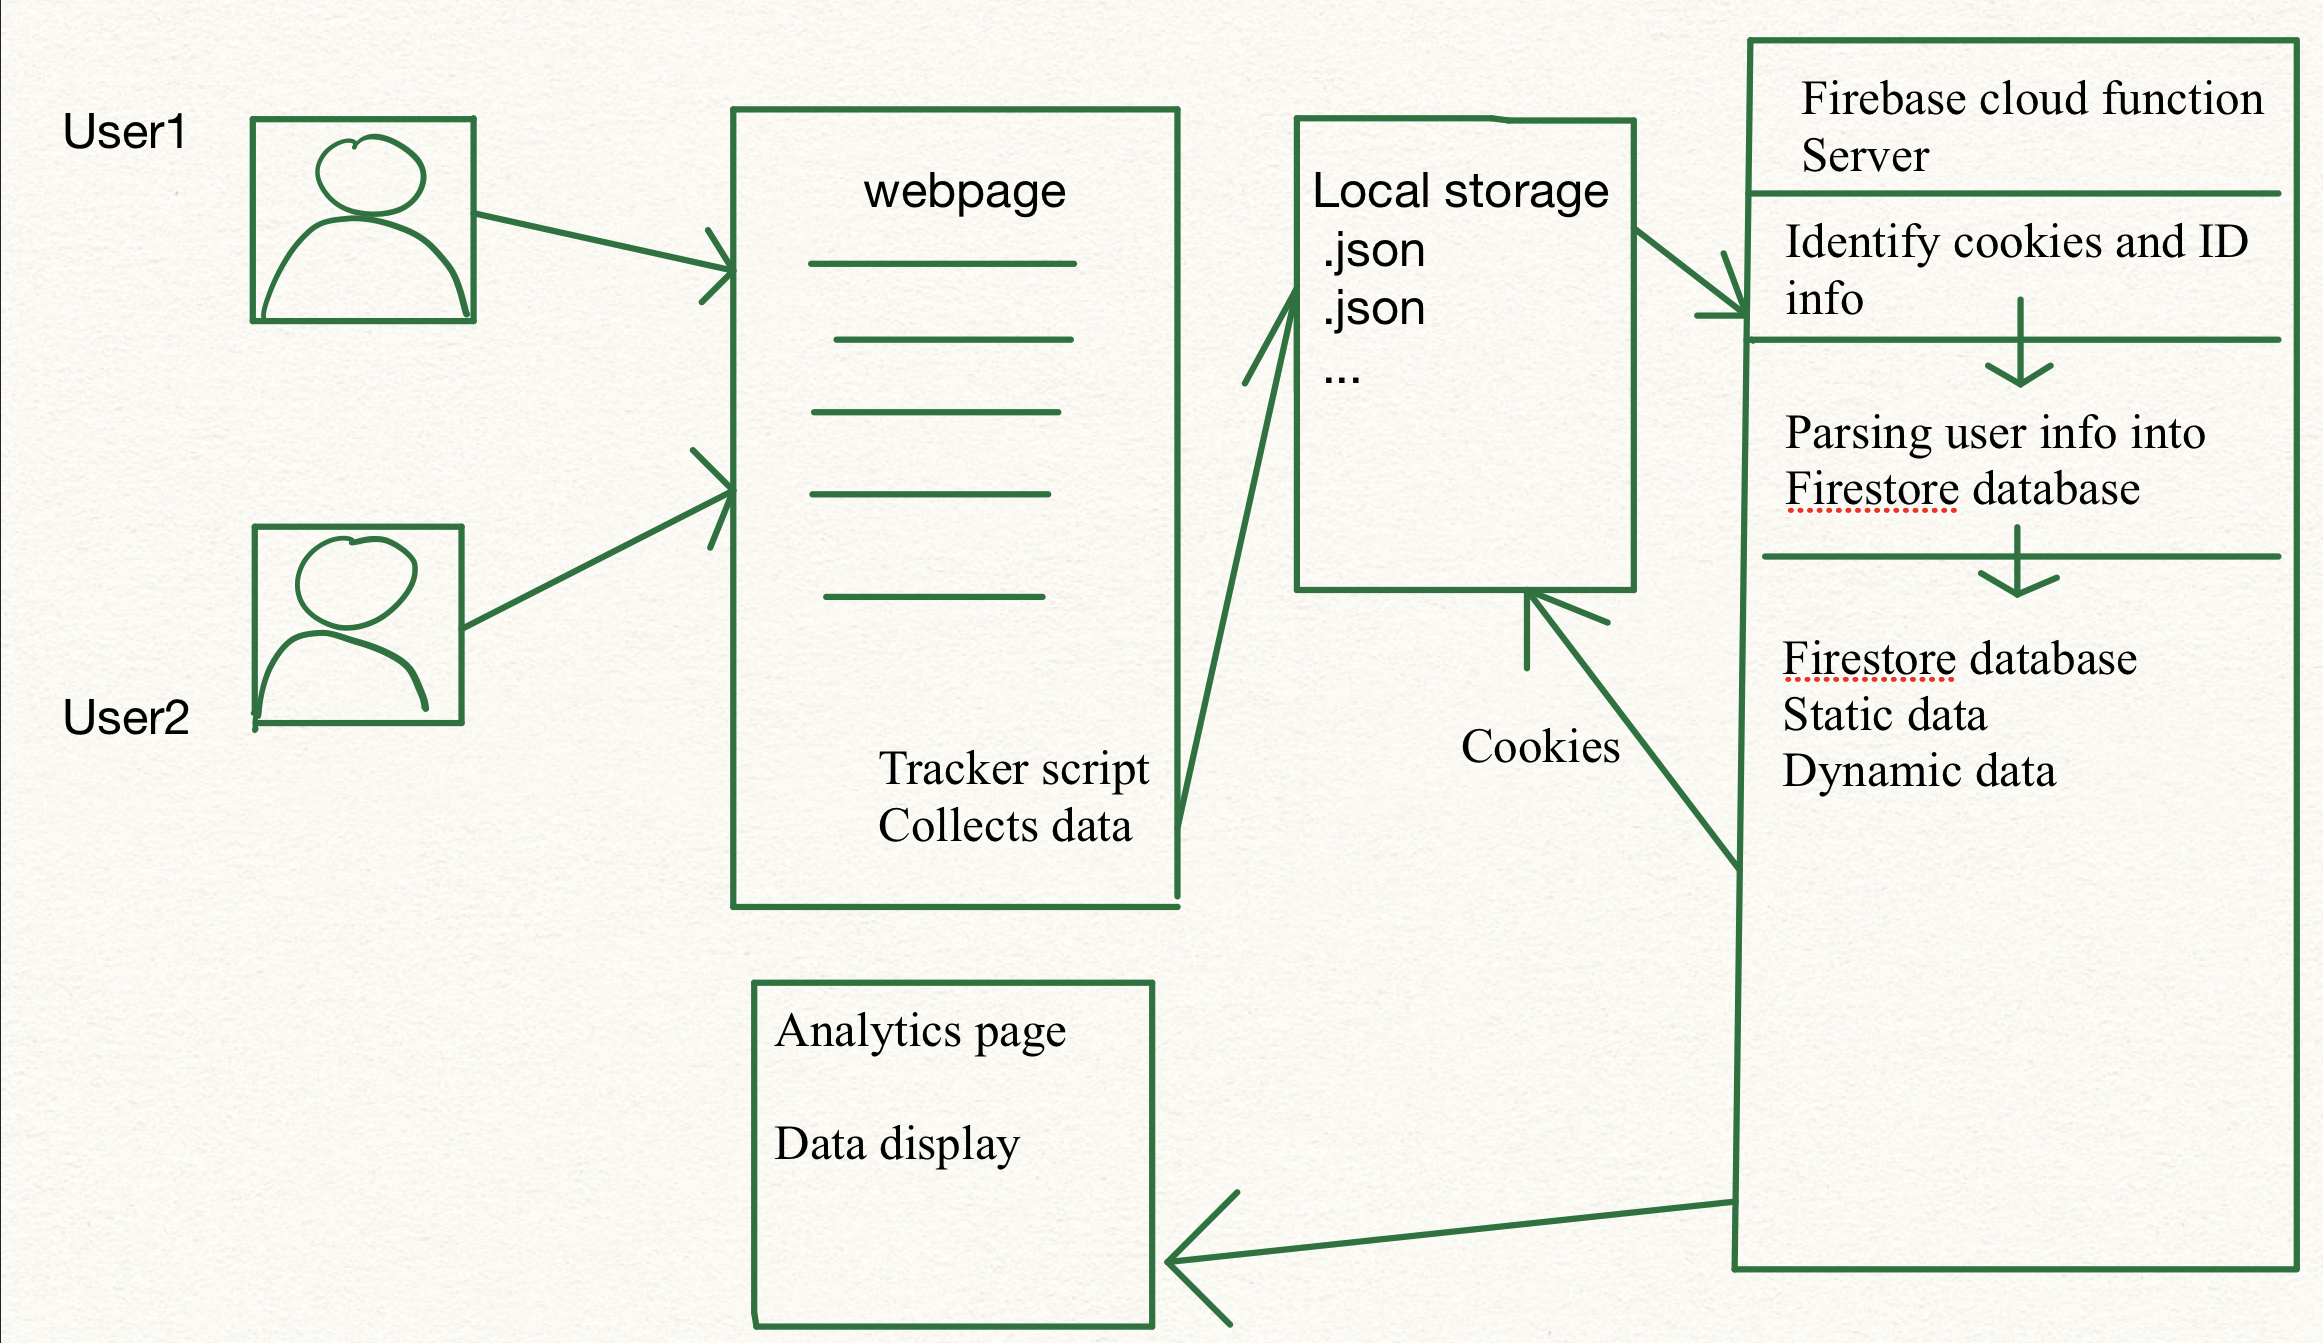 User1
User2
webpage
Tracker script
Collects data
Local storage
.json
.json
...
Cookies
Firebase cloud function
Server
Identify cookies and ID
info
Parsing user info into
Firestore database
Firestore database
Static data
Dynamic data
Analytics page
Data display